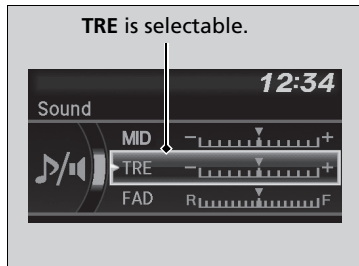 TRE is selectable.
12:34
Sound
MID - +
TRE - +
FAD R F